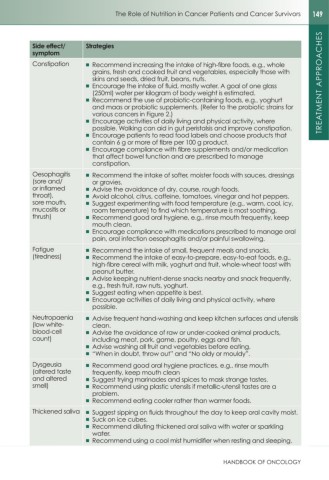 The Role of Nutrition in Cancer Patients and Cancer Survivors 149
TREATMENT APPROACHES
Side effect/
symptom
Strategies
Constipation
■ Recommend increasing the intake of high-fibre foods, e.g., whole
grains, fresh and cooked fruit and vegetables, especially those with
skins and seeds, dried fruit, beans, nuts.
■ Encourage the intake of fluid, mostly water. A goal of one glass
(250ml) water per kilogram of body weight is estimated.
■ Recommend the use of probiotic-containing foods, e.g., yoghurt
and maas or probiotic supplements. (Refer to the probiotic strains for
various cancers in Figure 2.)
■ Encourage activities of daily living and physical activity, where
possible. Walking can aid in gut peristalsis and improve constipation.
■ Encourage patients to read food labels and choose products that
contain 6 g or more of fibre per 100 g product.
■ Encourage compliance with fibre supplements and/or medication
that affect bowel function and are prescribed to manage
constipation.
Oesophagitis
(sore and/
or inflamed
throat),
sore mouth,
mucositis or
thrush)
■ Recommend the intake of softer, moister foods with sauces, dressings
or gravies.
■ Advise the avoidance of dry, course, rough foods.
■ Avoid alcohol, citrus, caffeine, tomatoes, vinegar and hot peppers.
■ Suggest experimenting with food temperature (e.g., warm, cool, icy,
room temperature) to find which temperature is most soothing.
■ Recommend good oral hygiene, e.g., rinse mouth frequently, keep
mouth clean.
■ Encourage compliance with medications prescribed to manage oral
pain, oral infection oesophagitis and/or painful swallowing.
Fatigue
(tiredness)
■ Recommend the intake of small, frequent meals and snacks.
■ Recommend the intake of easy-to-prepare, easy-to-eat foods, e.g.,
high-fibre cereal with milk, yoghurt and fruit, whole-wheat toast with
peanut butter.
■ Advise keeping nutrient-dense snacks nearby and snack frequently,
e.g., fresh fruit, raw nuts, yoghurt.
■ Suggest eating when appetite is best.
■ Encourage activities of daily living and physical activity, where
possible.
Neutropaenia
(low white-
blood-cell
count)
■ Advise frequent hand-washing and keep kitchen surfaces and utensils
clean.
■ Advise the avoidance of raw or under-cooked animal products,
including meat, pork, game, poultry, eggs and fish.
■ Advise washing all fruit and vegetables before eating.
■ "When in doubt, throw out" and "No oldy or mouldy".
Dysgeusia
(altered taste
and altered
smell)
■ Recommend good oral hygiene practices, e.g., rinse mouth
frequently, keep mouth clean
■ Suggest trying marinades and spices to mask strange tastes.
■ Recommend using plastic utensils if metallic-utensil tastes are a
problem.
■ Recommend eating cooler rather than warmer foods.
Thickened saliva
■ Suggest sipping on fluids throughout the day to keep oral cavity moist.
■ Suck on ice cubes.
■ Recommend diluting thickened oral saliva with water or sparkling
water.
■ Recommend using a cool mist humidifier when resting and sleeping.
HANDBOOK OF ONCOLOGY